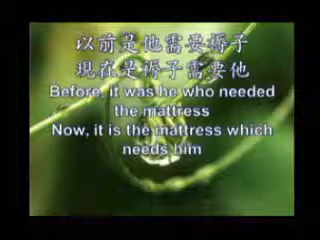 以前是他需要褥子
現在是褥子需要他
Before, it was he who needed
the mattress
Now, it is the mattress which
needs him